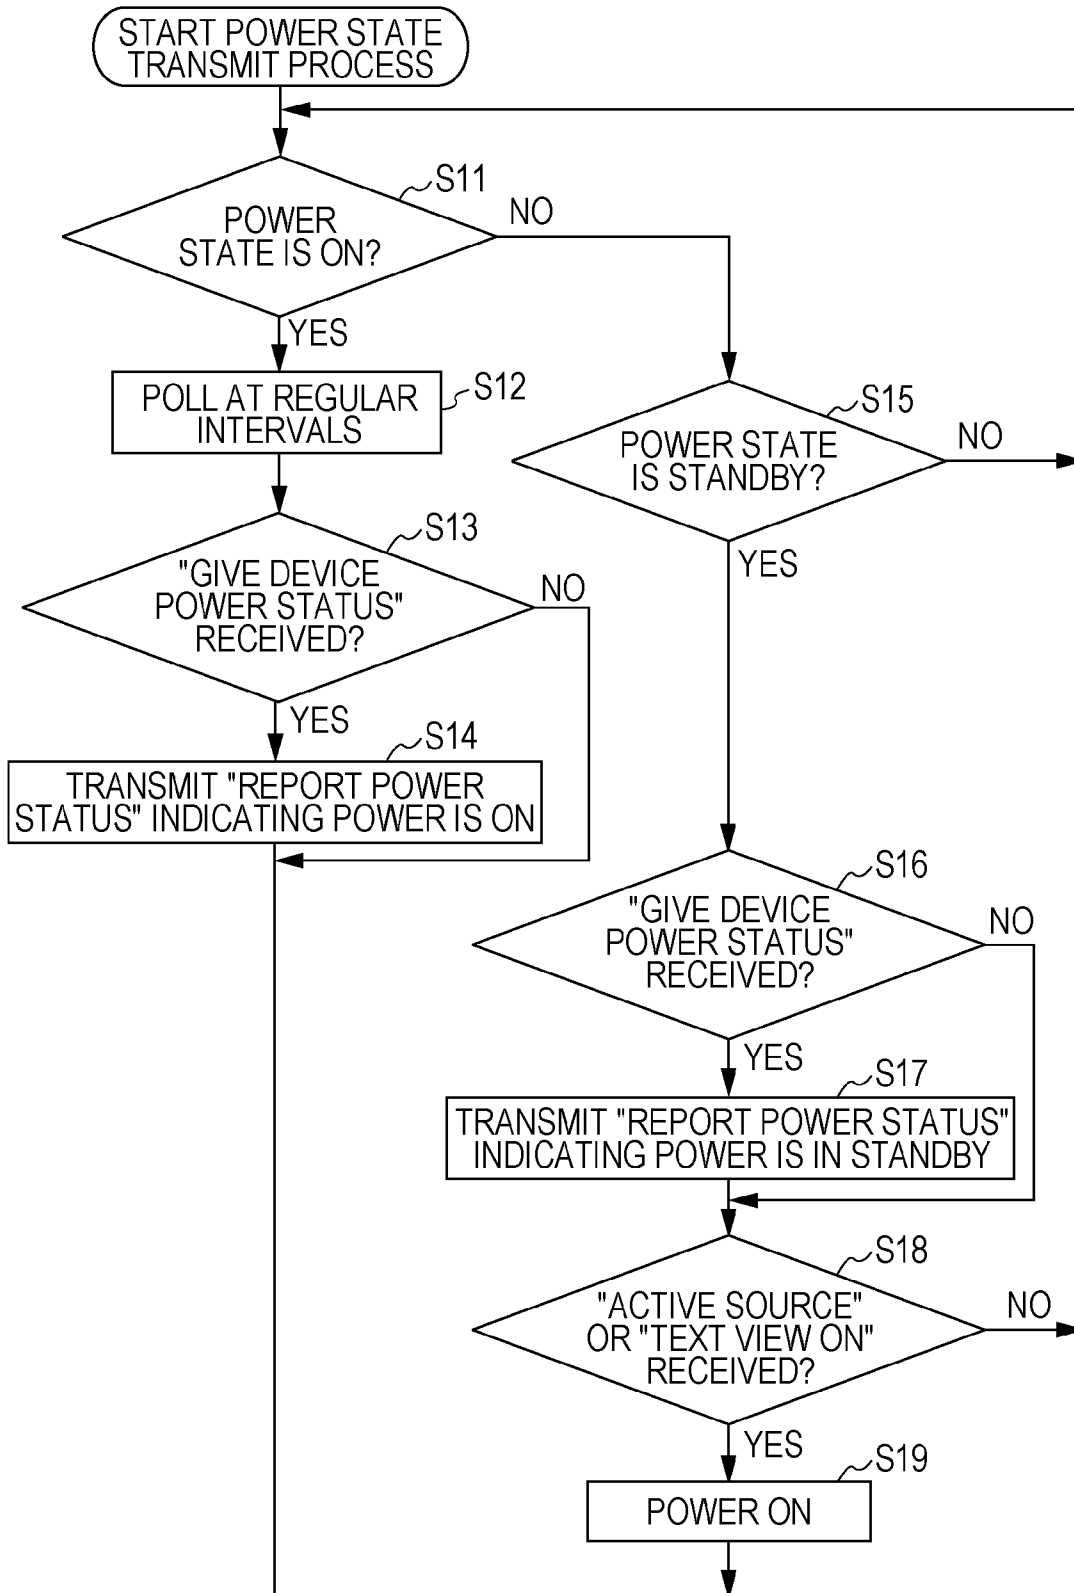 START POWER STATE
TRANSMIT PROCESS
S11
POWER
STATE IS ON?
NO
YES
S12
POLL AT REGULAR
INTERVALS
S15
POWER STATE
IS STANDBY?
NO
YES
S13
"GIVE DEVICE
POWER STATUS"
RECEIVED?
NO
YES
S14
TRANSMIT "REPORT POWER
STATUS" INDICATING POWER IS ON
S16
"GIVE DEVICE
POWER STATUS"
RECEIVED?
NO
YES
S17
TRANSMIT "REPORT POWER STATUS"
INDICATING POWER IS IN STANDBY
S18
"ACTIVE SOURCE"
OR "TEXT VIEW ON"
RECEIVED?
NO
YES
S19
POWER ON